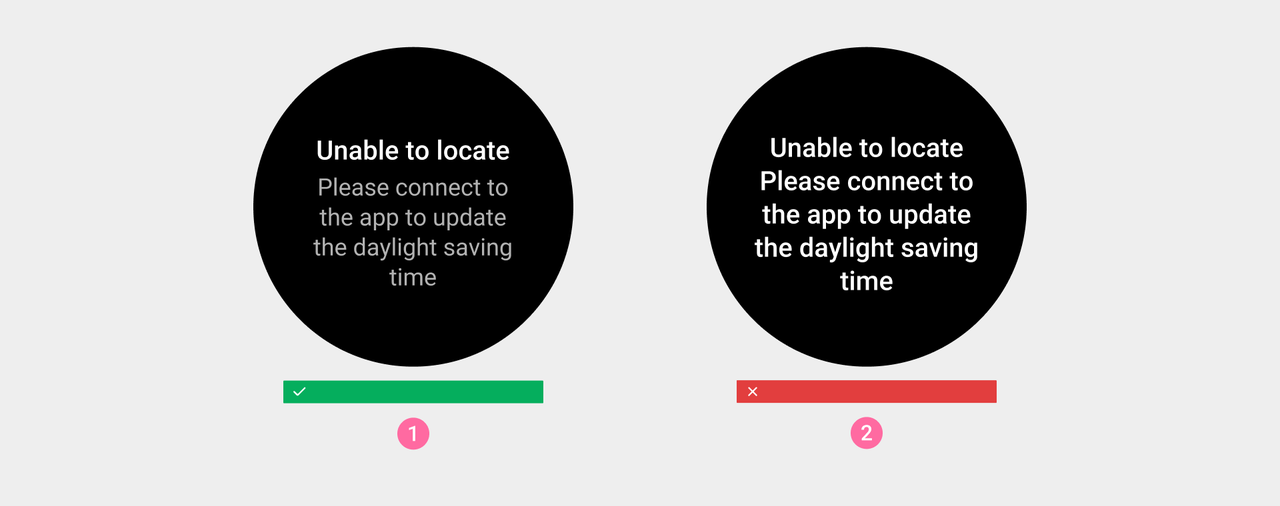 Unable to locate
Please connect to
the app to update
the daylight saving
time
1
Unable to locate
Please connect to
the app to update
the daylight saving
time
2